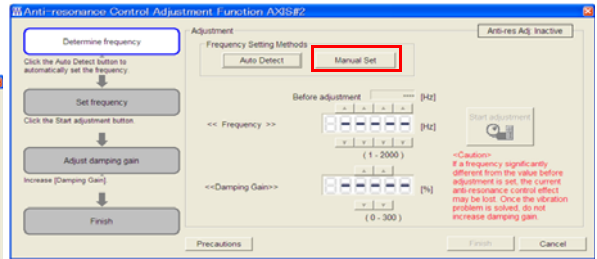 Anti-resonance Control Adjustment Function AXIS#2
Determine frequency
Click the Auto Detect button to
automatically set the frequency.
Set frequency
Click the Start adjustment button
Adjust damping gain
Increase [Damping Gain].
Finish
Adjustment
Anti-res Adj. Inactive
Frequency Setting Methods
Auto Detect
Manual Set
Before adjustment ---- [Hz]
<< Frequency >> [Hz]
( 1 - 2000 )
<<Damping Gain>> [%]
( 0 - 300 )
Start adjustment
<Caution>
If a frequency significantly
different from the value before
adjustment is set, the current
anti-resonance control effect
may be lost. Once the vibration
problem is solved, do not
increase damping gain.
Precautions
Finish
Cancel